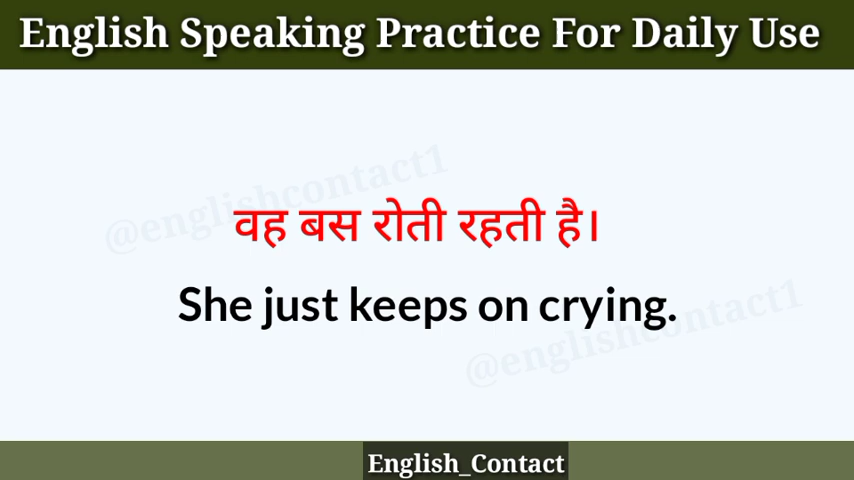 English Speaking Practice For Daily Use
@englishcontact1
वह बस रोती रहती है।
She just keeps on crying.
@englishcontact1
English_Contact